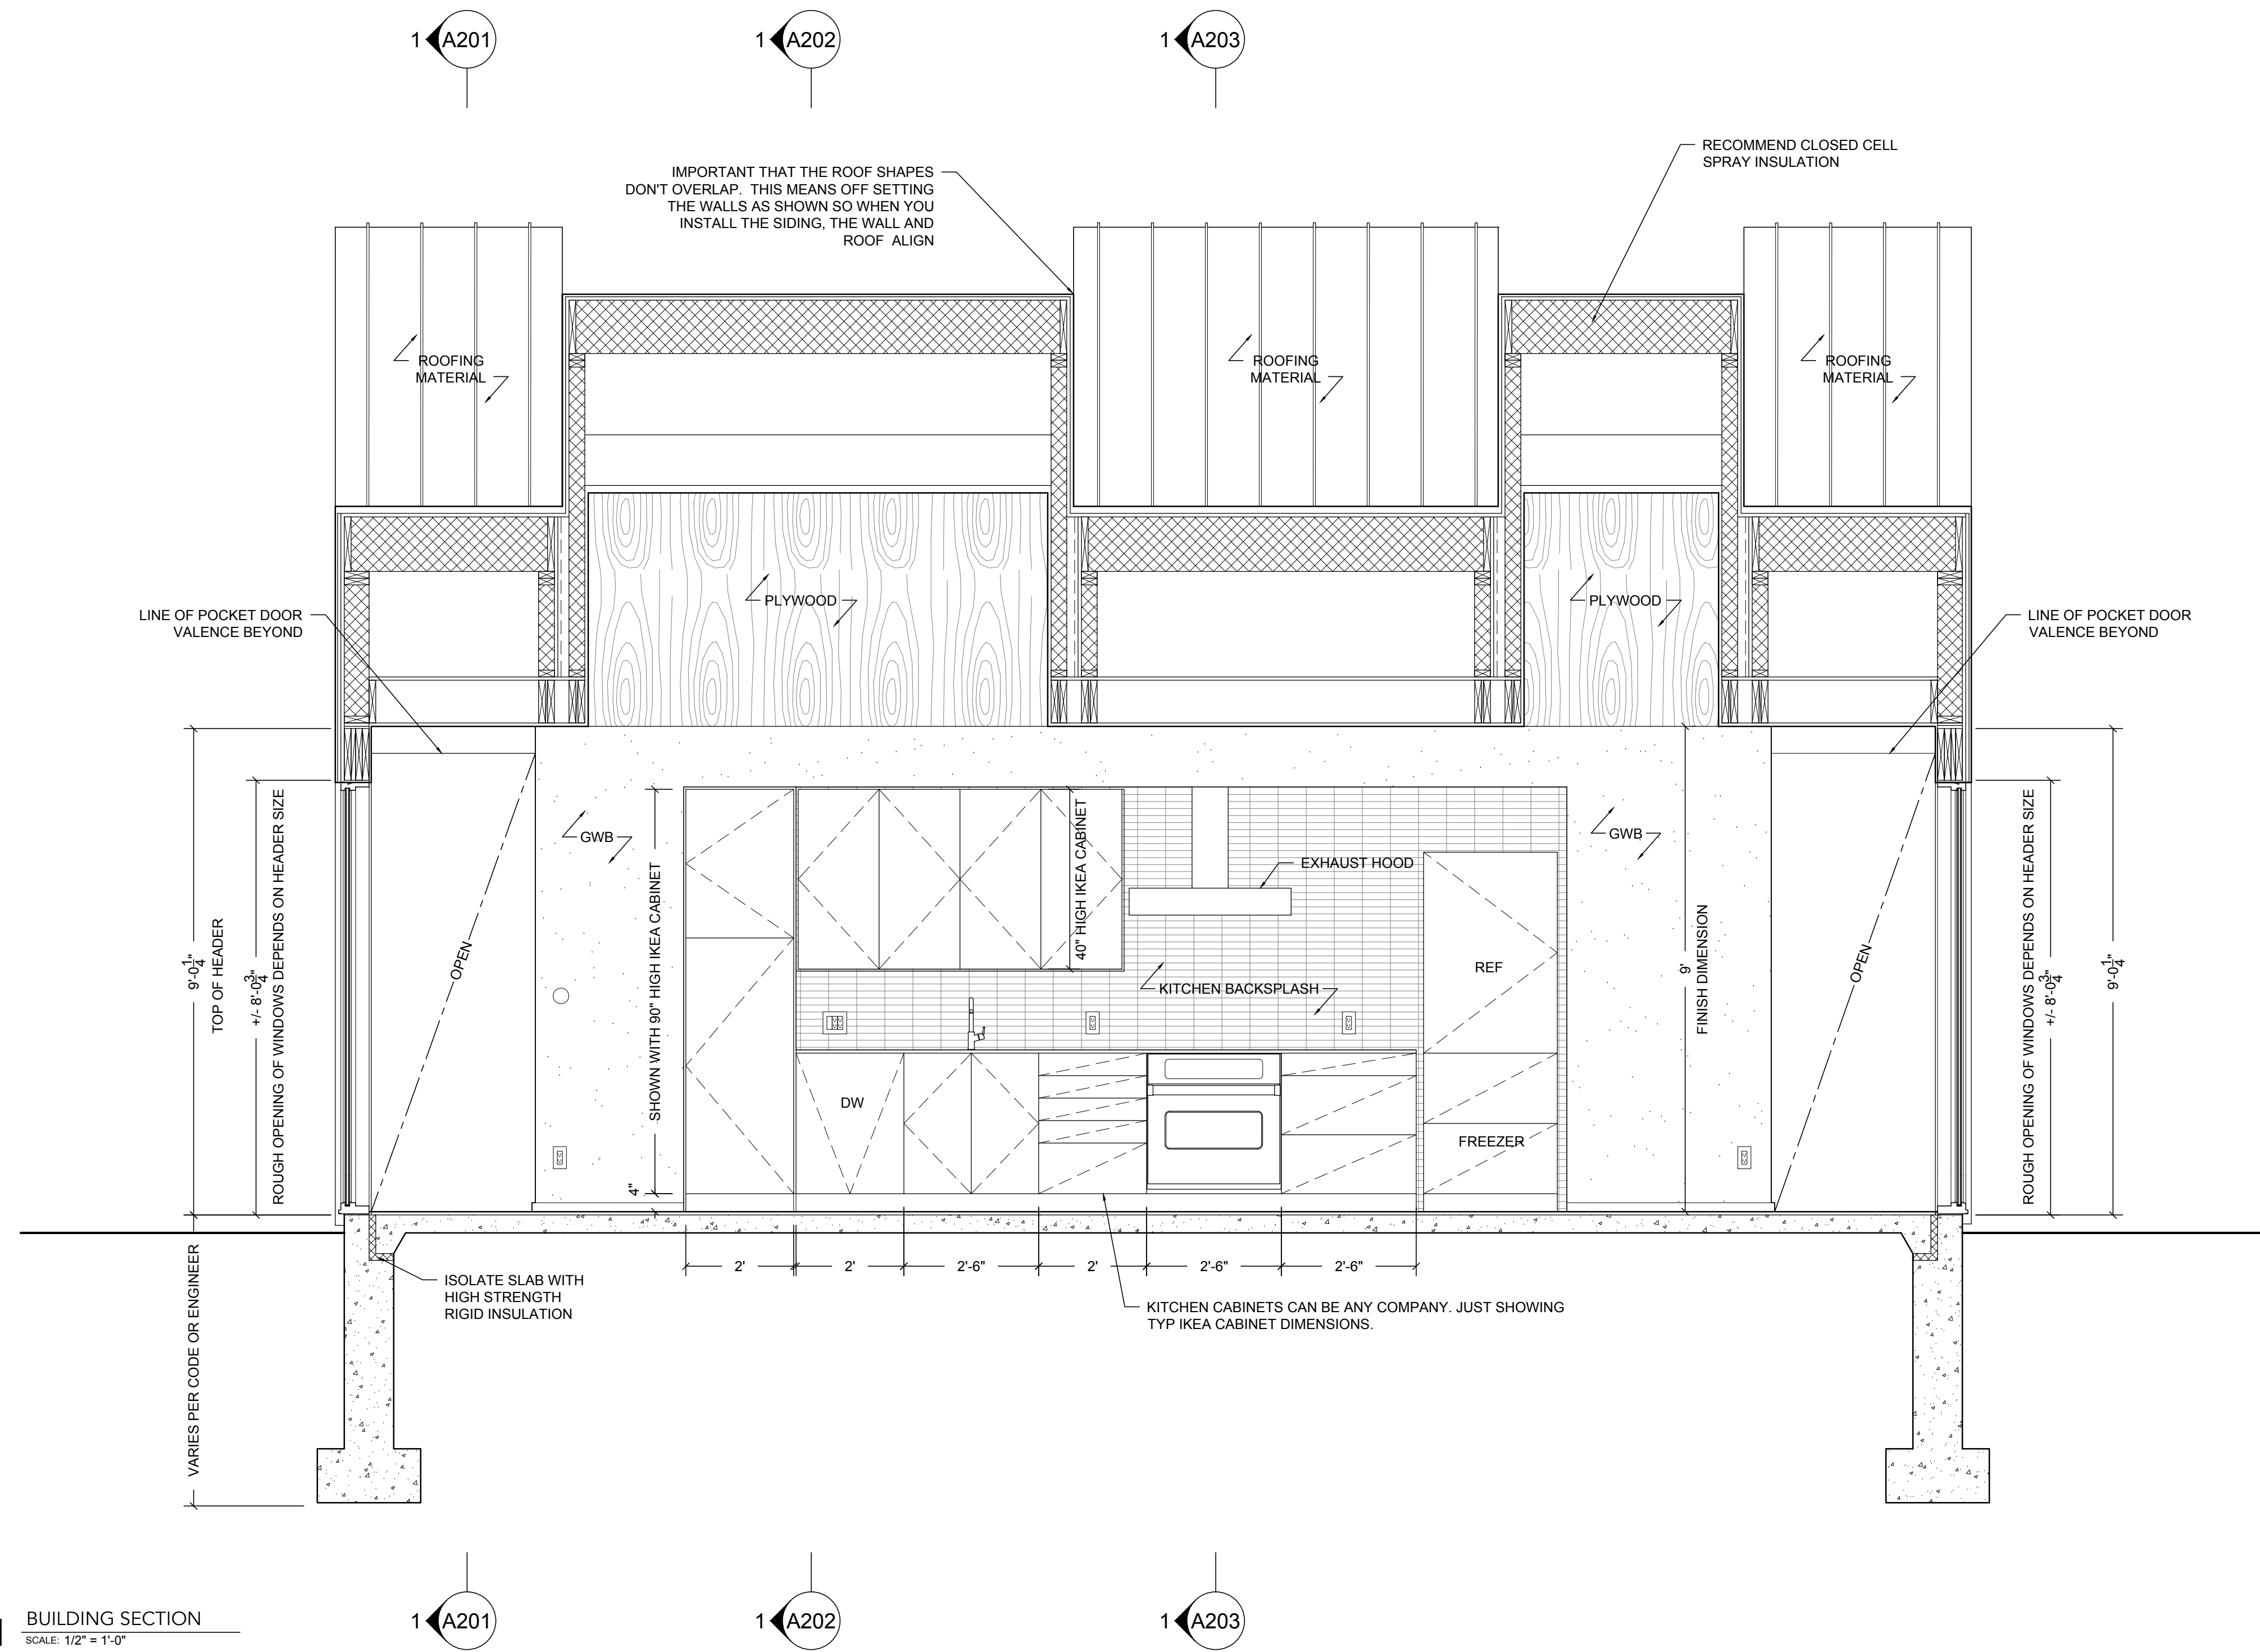 1 A201
1 A202
1 A203
RECOMMEND CLOSED CELL
SPRAY INSULATION
IMPORTANT THAT THE ROOF SHAPES
DON'T OVERLAP. THIS MEANS OFF SETTING
THE WALLS AS SHOWN SO WHEN YOU
INSTALL THE SIDING, THE WALL AND
ROOF ALIGN
ROOFING
MATERIAL
ROOFING
MATERIAL
ROOFING
MATERIAL
PLYWOOD
PLYWOOD
LINE OF POCKET DOOR
VALENCE BEYOND
LINE OF POCKET DOOR
VALENCE BEYOND
9'-0 1/4"
TOP OF HEADER
+/- 8'-0 3/4"
ROUGH OPENING OF WINDOWS DEPENDS ON HEADER SIZE
OPEN
GWB
SHOWN WITH 90" HIGH IKEA CABINET
4"
40" HIGH IKEA CABINET
EXHAUST HOOD
KITCHEN BACKSPLASH
REF
DW
FREEZER
GWB
9'
FINISH DIMENSION
OPEN
ROUGH OPENING OF WINDOWS DEPENDS ON HEADER SIZE
+/- 8'-0 3/4"
9'-0 1/4"
VARIES PER CODE OR ENGINEER
2'
2'
2'-6"
2'
2'-6"
2'-6"
ISOLATE SLAB WITH
HIGH STRENGTH
RIGID INSULATION
KITCHEN CABINETS CAN BE ANY COMPANY. JUST SHOWING
TYP IKEA CABINET DIMENSIONS.
1 A201
1 A202
1 A203
BUILDING SECTION
SCALE: 1/2" = 1'-0"